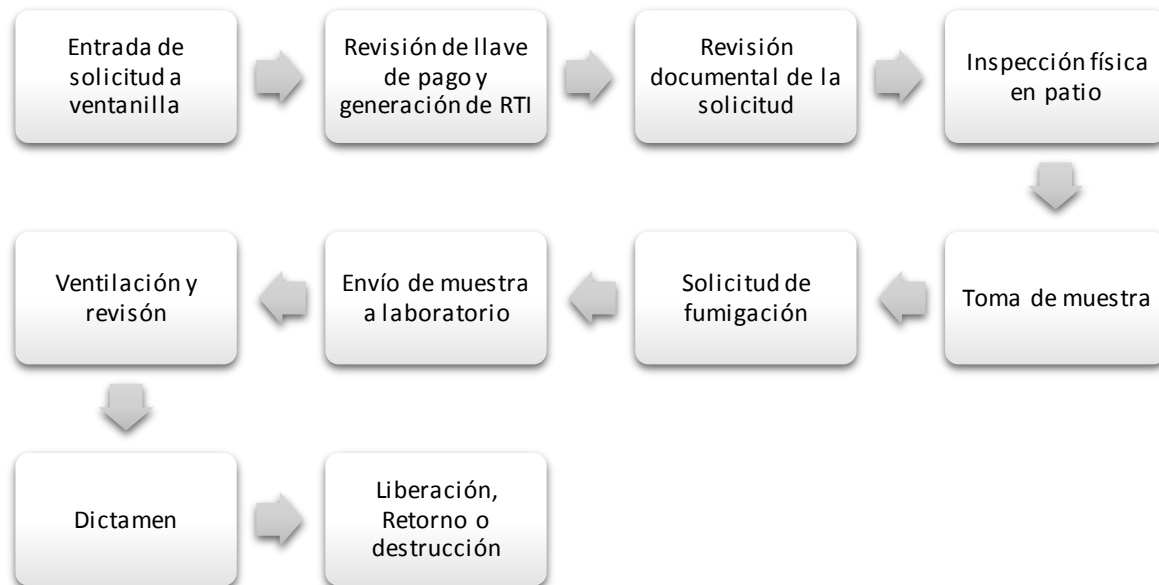 Entrada de
solicitud a
ventanilla
Revisión de llave
de pago y
generación de RTI
Revisión
documental de la
solicitud
Inspección física
en patio
Toma de muestra
Solicitud de
fumigación
Envío de muestra
a laboratorio
Ventilación y
revisón
Dictamen
Liberación,
Retorno o
destrucción